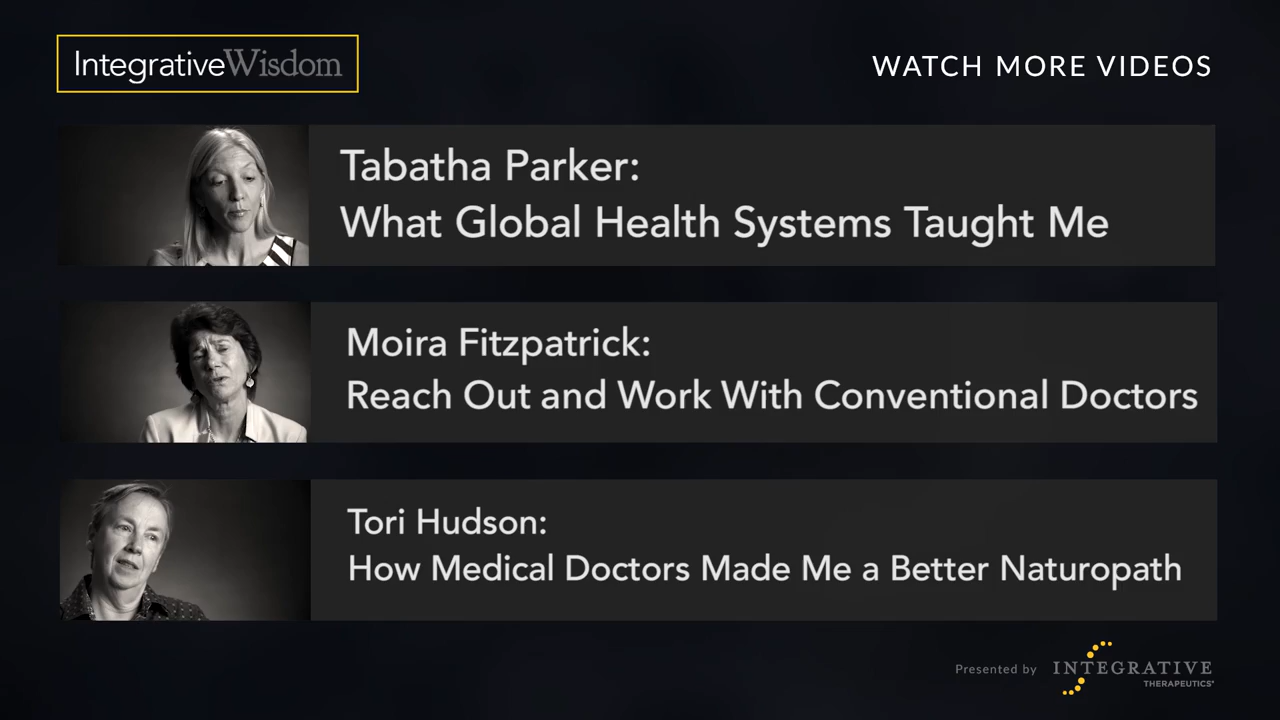 IntegrativeWisdom
WATCH MORE VIDEOS
Tabatha Parker:
What Global Health Systems Taught Me
Moira Fitzpatrick:
Reach Out and Work With Conventional Doctors
Tori Hudson:
How Medical Doctors Made Me a Better Naturopath
Presented by INTEGRATIVE
THERAPEUTICS®